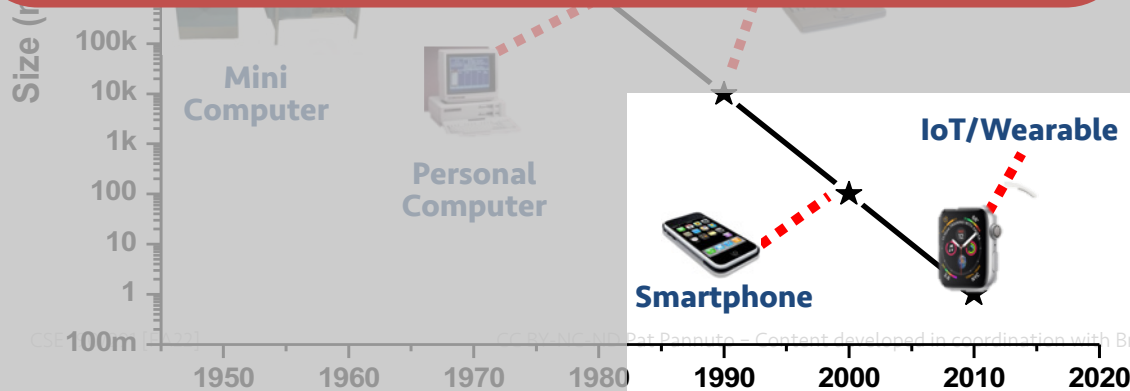 Size (
100k
10k
1k
100
10
1
100m
Mini
Computer
Personal
Computer
IoT/Wearable
Smartphone
CSE
CC BY-NC-ND Pat Pannuto – Content developed in coordination with
1950
1960
1970
1980
1990
2000
2010
2020